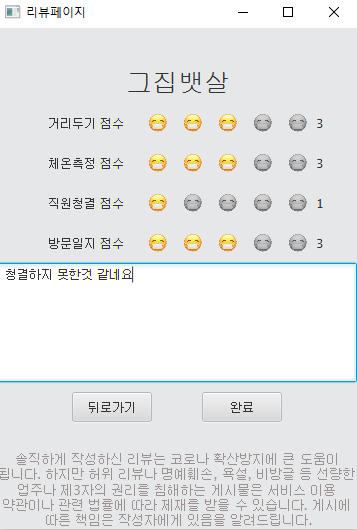 리뷰페이지
그집뱃살
거리두기 점수 3
체온측정 점수 3
직원청결 점수 1
방문일지 점수 3
청결하지 못한것 같네요
뒤로가기 완료
솔직하게 작성하신 리뷰는 코로나 확산방지에 큰 도움이
됩니다. 하지만 허위 리뷰나 명예훼손, 욕설, 비방글 등 선량한
업주나 제3자의 권리를 침해하는 게시물은 서비스 이용
약관이나 관련 법률에 따라 제재를 받을 수 있습니다. 게시에
따른 책임은 작성자에게 있음을 알려드립니다.